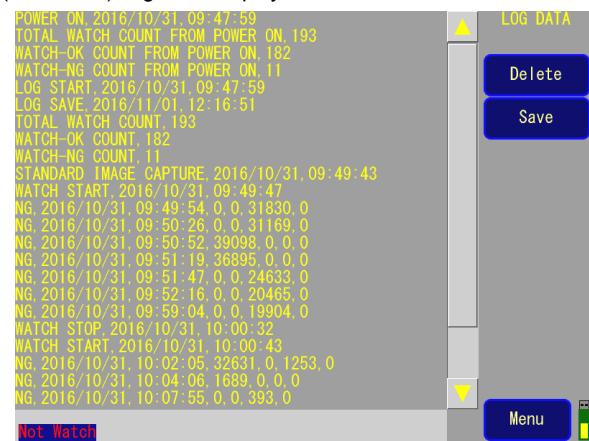 POWER ON,2016/10/31,09:47:59
TOTAL WATCH COUNT FROM POWER ON,193
WATCH-OK COUNT FROM POWER ON,182
WATCH-NG COUNT FROM POWER ON,11
LOG START,2016/10/31,09:47:59
LOG SAVE,2016/11/01,12:16:51
TOTAL WATCH COUNT,193
WATCH-OK COUNT,182
WATCH-NG COUNT,11
STANDARD IMAGE CAPTURE,2016/10/31,09:49:43
WATCH START,2016/10/31,09:49:47
NG,2016/10/31,09:49:54,0,0,31830,0
NG,2016/10/31,09:50:26,0,0,31169,0
NG,2016/10/31,09:50:52,39098,0,0,0
NG,2016/10/31,09:51:19,36895,0,0,0
NG,2016/10/31,09:51:47,0,0,24633,0
NG,2016/10/31,09:52:16,0,0,20465,0
NG,2016/10/31,09:59:04,0,0,19904,0
WATCH STOP,2016/10/31,10:00:32
WATCH START,2016/10/31,10:00:43
NG,2016/10/31,10:02:05,32631,0,1253,0
NG,2016/10/31,10:04:06,1689,0,0,0
NG,2016/10/31,10:07:55,0,0,393,0
Not Watch
LOG DATA
Delete
Save
Menu